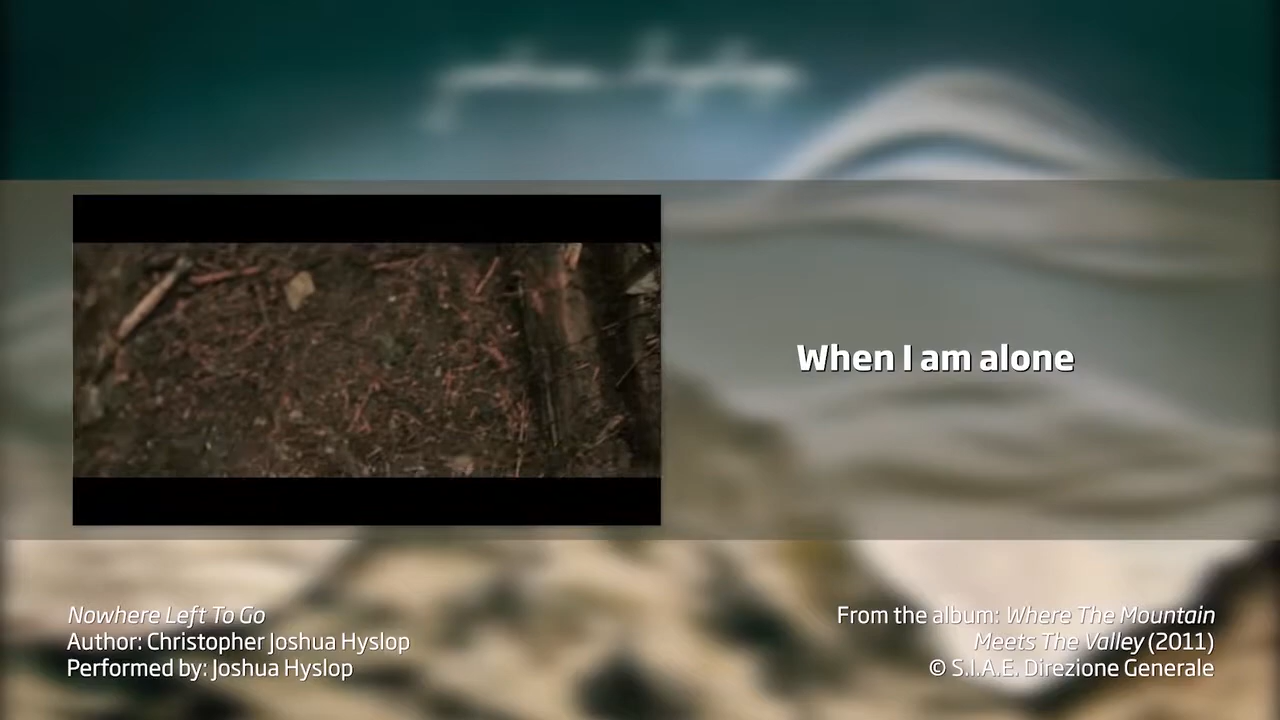 When I am alone
Nowhere Left To Go
Author: Christopher Joshua Hyslop
Performed by: Joshua Hyslop
From the album: Where The Mountain
Meets The Valley (2011)
© S.I.A.E. Direzione Generale